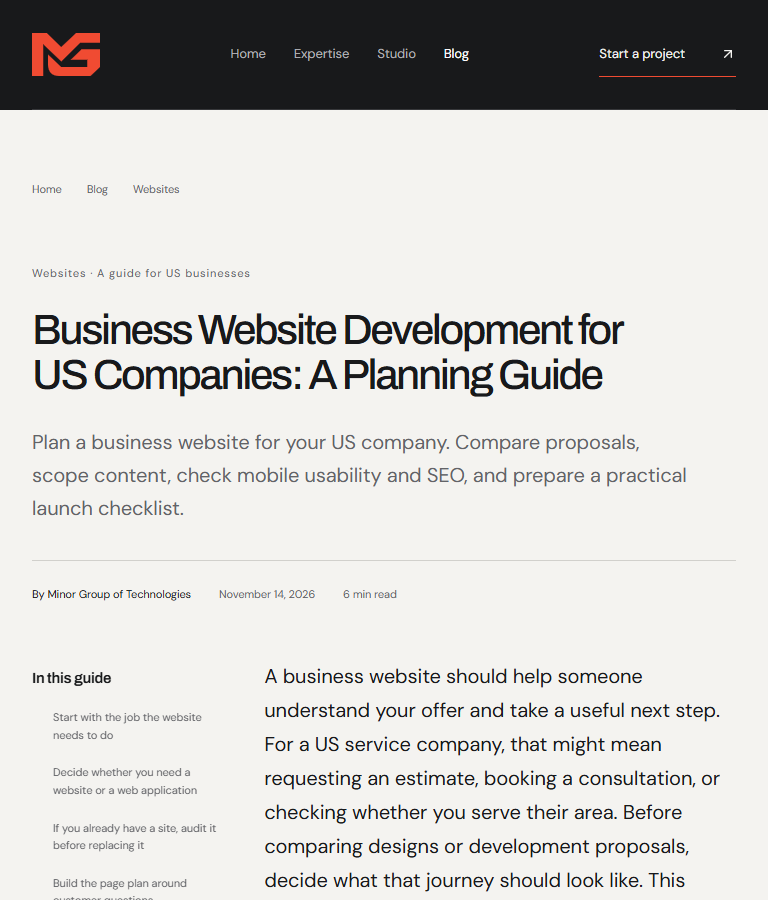 MG
Home Expertise Studio Blog Start a project
Home Blog Websites
Websites · A guide for US businesses
Business Website Development for
US Companies: A Planning Guide
Plan a business website for your US company. Compare proposals,
scope content, check mobile usability and SEO, and prepare a practical
launch checklist.
By Minor Group of Technologies November 14, 2026 6 min read
In this guide
Start with the job the website
needs to do
Decide whether you need a
website or a web application
If you already have a site, audit it
before replacing it
Build the page plan around
customer questions
A business website should help someone
understand your offer and take a useful next step.
For a US service company, that might mean
requesting an estimate, booking a consultation, or
checking whether you serve their area. Before
comparing designs or development proposals,
decide what that journey should look like. This